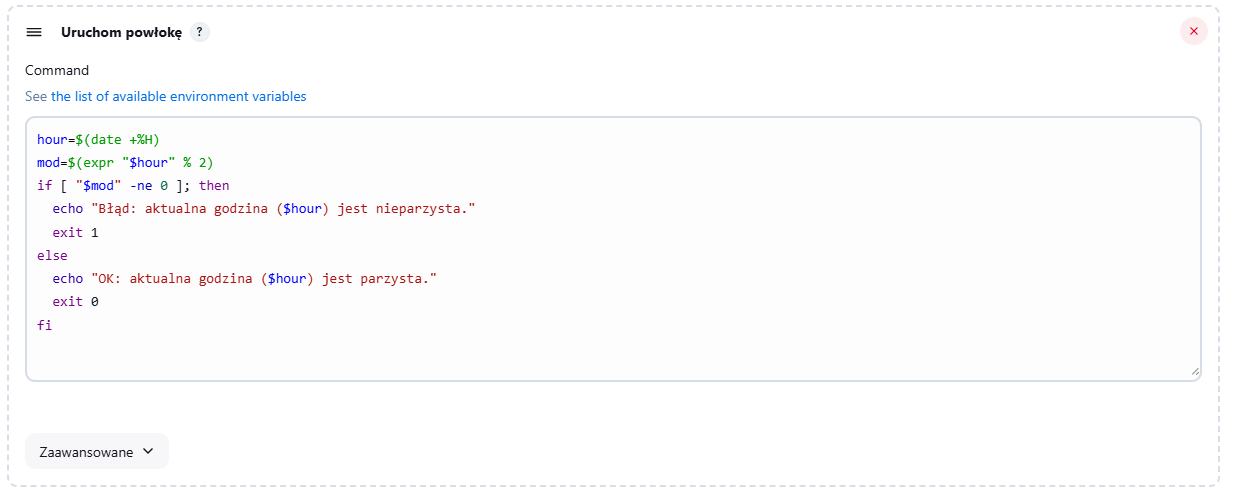 Uruchom powłokę ?
Command
See the list of available environment variables
hour=$(date +%H)
mod=$(expr "$hour" % 2)
if [ "$mod" -ne 0 ]; then
  echo "Błąd: aktualna godzina ($hour) jest nieparzysta."
  exit 1
else
  echo "OK: aktualna godzina ($hour) jest parzysta."
  exit 0
fi
Zaawansowane